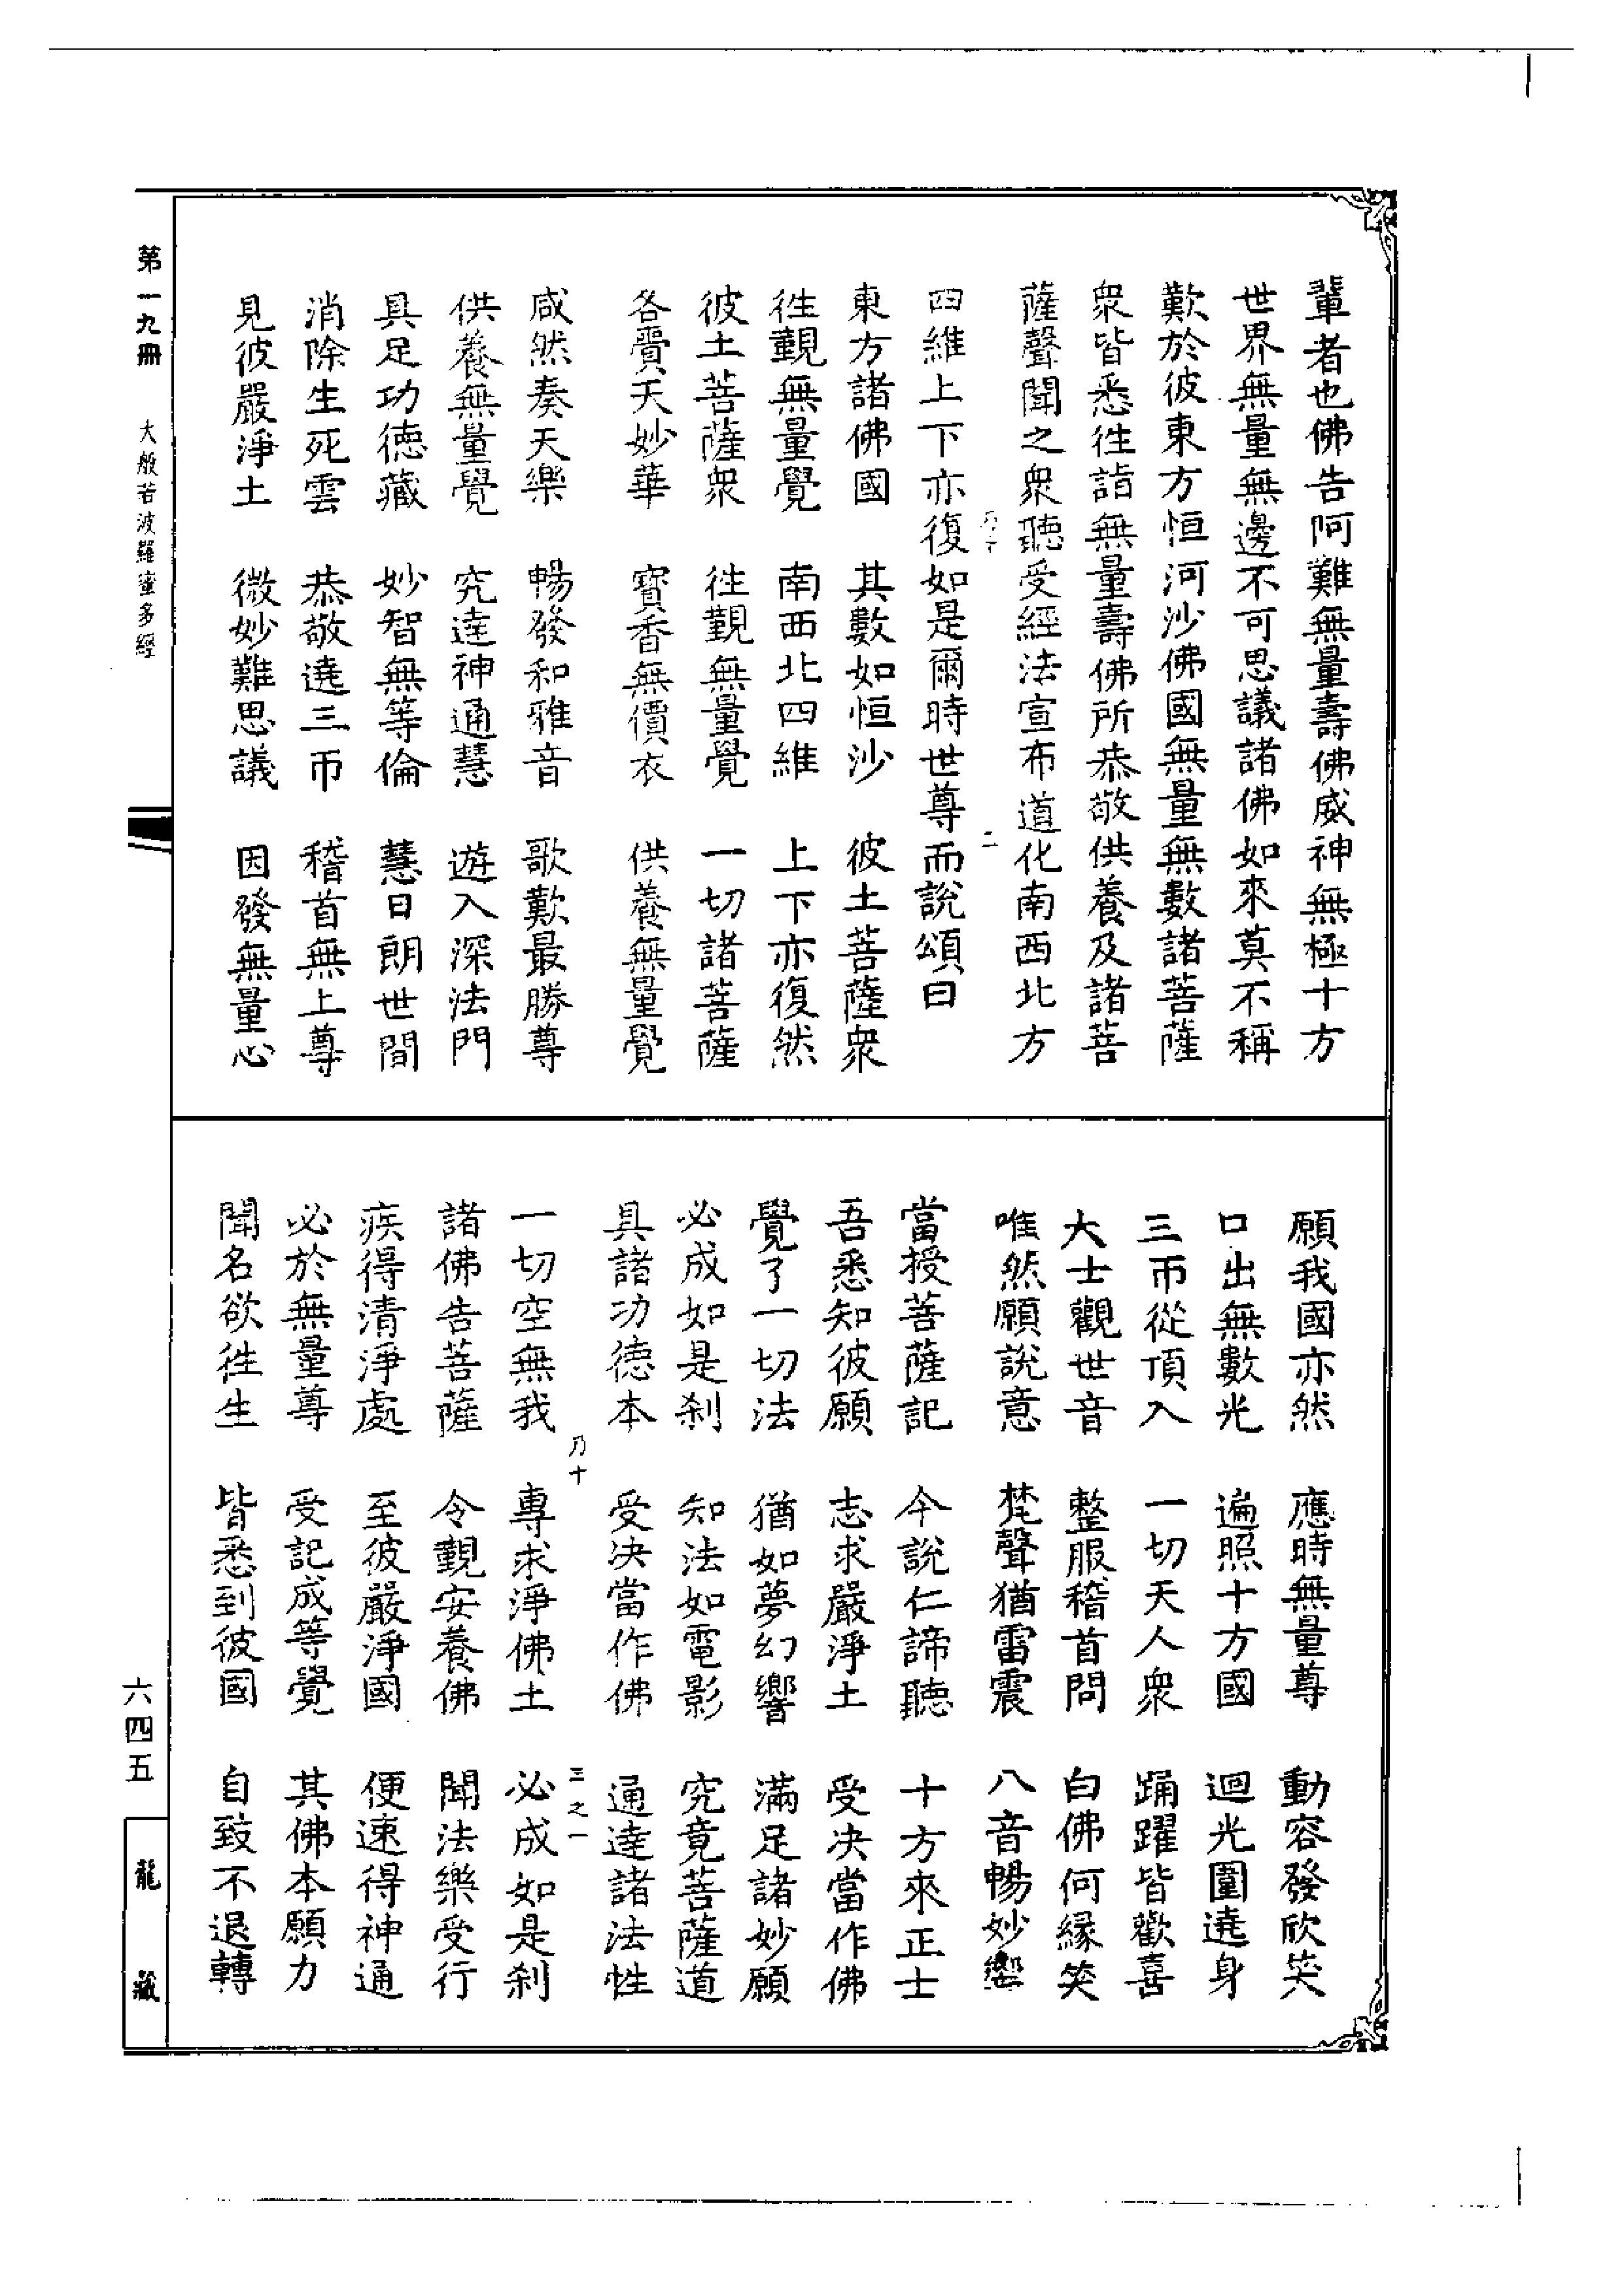 輩者也佛告阿難無量壽佛威神無極十方
世界無量無邊不可思議諸佛如來莫不稱
歎於彼東方恒河沙佛國無量無數諸菩薩
衆皆悉徃詣無量壽佛所恭敬供養及諸菩
薩聲聞之衆聽受經法宣布道化南西北方
二
四維上下亦復如是爾時世尊而說頌曰
東方諸佛國　其數如恒沙　彼土菩薩衆
徃覲無量覺　南西北四維　上下亦復然
彼土菩薩衆　徃覲無量覺　一切諸菩薩
各賫天妙華　寳香無價衣　供養無量覺
咸然奏天樂　暢發和雅音　歌歎最勝尊
供養無量覺　究逹神通慧　遊入深法門
具足功德藏　妙智無等倫　慧日朗世間
消除生死雲　恭敬遶三帀　稽首無上尊
見彼嚴淨土　微妙難思議　因發無量心
願我國亦然　應時無量尊　動容發欣笑
口出無數光　遍照十方國　迴光圍遶身
三帀從頂入　一切天人衆　踊躍皆歡喜
大士觀世音　整服稽首問　白佛何緣笑
唯然願說意　梵聲猶雷震　八音暢妙響
當授菩薩記　今說仁諦聽　十方來正士
吾悉知彼願　志求嚴淨土　受决當作佛
覺了一切法　猶如夢幻響　滿足諸妙願
必成如是刹　知法如電影　究竟菩薩道
具諸功德本　受决當作佛　通逹諸法性
乃十　三之一
一切空無我　專求淨佛土　必成如是刹
諸佛告菩薩　令覲安養佛　聞法樂受行
疾得清淨處　至彼嚴淨國　便速得神通
必於無量尊　受記成等覺　其佛本願力
聞名欲徃生　皆悉到彼國　自致不退轉
第一九冊　大般若波羅蜜多經
六四五
龍藏